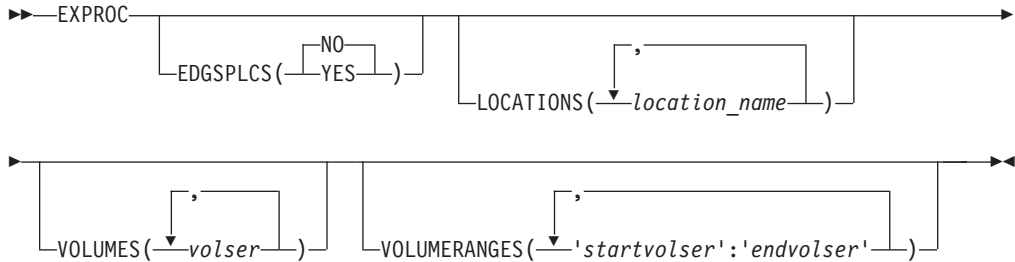 EXPROC
NO
EDGSPLCS( YES )
,
LOCATIONS( location_name )
,
VOLUMES( volser )
,
VOLUMERANGES( 'startvolser':'endvolser' )